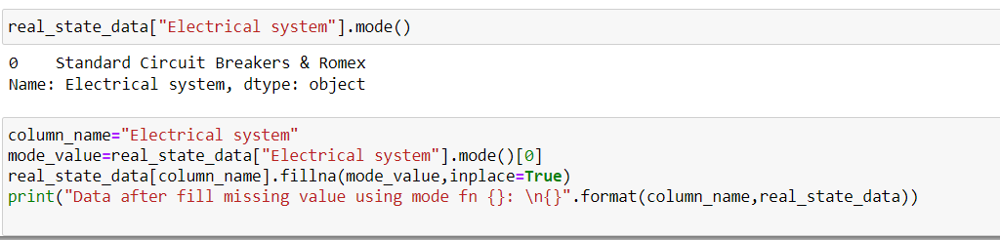 real_state_data["Electrical system"].mode()
0    Standard Circuit Breakers & Romex
Name: Electrical system, dtype: object
column_name="Electrical system"
mode_value=real_state_data["Electrical system"].mode()[0]
real_state_data[column_name].fillna(mode_value,inplace=True)
print("Data after fill missing value using mode fn {}: \n{}".format(column_name,real_state_data))